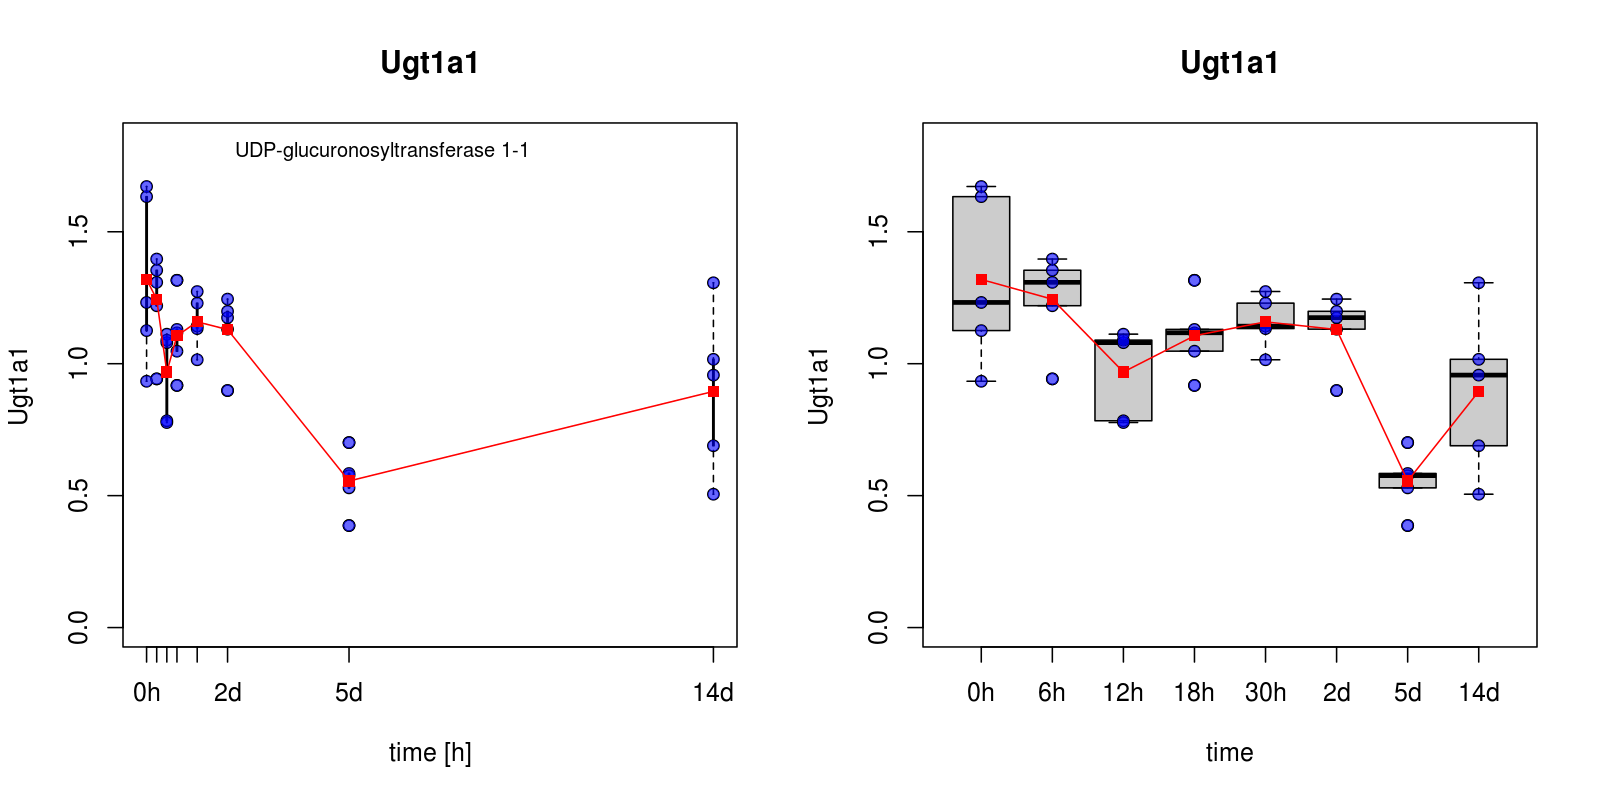 Ugt1a1
UDP-glucuronosyltransferase 1-1
Ugt1a1
0.0 0.5 1.0 1.5
0h 2d 5d 14d
time [h]
Ugt1a1
Ugt1a1
0.0 0.5 1.0 1.5
0h 6h 12h 18h 30h 2d 5d 14d
time